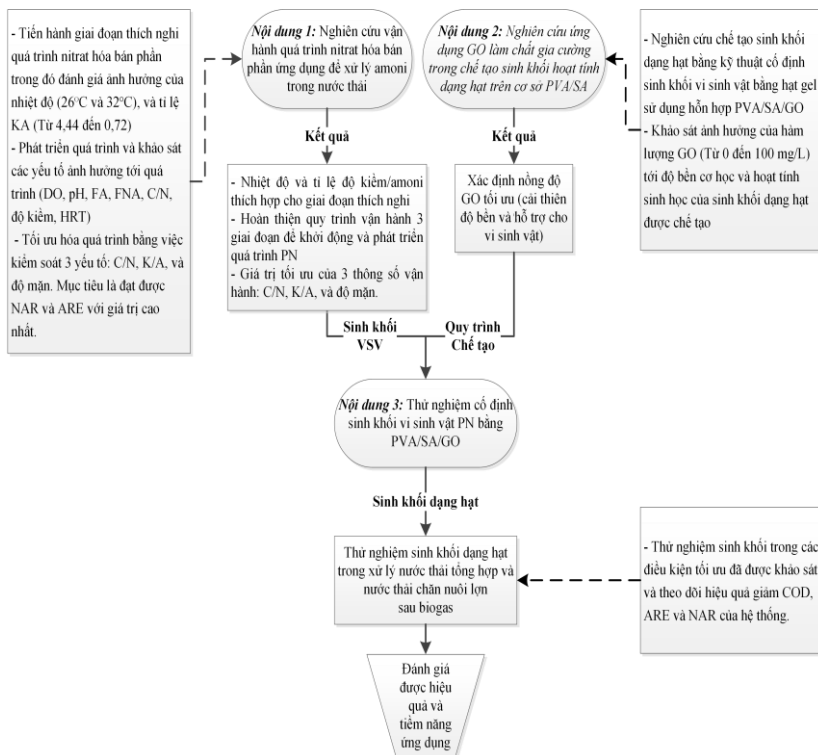 - Tiến hành giai đoạn thích nghi
quá trình nitrat hóa bán phần
trong đó đánh giá ảnh hưởng của
nhiệt độ (26°C và 32°C), và tỉ lệ
KA (Từ 4,44 đến 0,72)
- Phát triển quá trình và khảo sát
các yếu tố ảnh hưởng tới quá
trình (DO, pH, FA, FNA, C/N,
độ kiềm, HRT)
- Tối ưu hóa quá trình bằng việc
kiểm soát 3 yếu tố: C/N, K/A, và
độ mặn. Mục tiêu là đạt được
NAR và ARE với giá trị cao
nhất.
Nội dung 1: Nghiên cứu vận
hành quá trình nitrat hóa bán
phần ứng dụng để xử lý amoni
trong nước thải
Kết quả
- Nhiệt độ và tỉ lệ độ kiềm/amoni
thích hợp cho giai đoạn thích nghi
- Hoàn thiện quy trình vận hành 3
giai đoạn để khởi động và phát triển
quá trình PN
- Giá trị tối ưu của 3 thông số vận
hành: C/N, K/A, và độ mặn.
Sinh khối
VSV
Nội dung 2: Nghiên cứu ứng
dụng GO làm chất gia cường
trong chế tạo sinh khối hoạt tính
dạng hạt trên cơ sở PVA/SA
Kết quả
Xác định nồng độ
GO tối ưu (cải thiên
độ bền và hỗ trợ cho
vi sinh vật)
Quy trình
Chế tạo
- Nghiên cứu chế tạo sinh khối
dạng hạt bằng kỹ thuật cố định
sinh khối vi sinh vật bằng hạt gel
sử dụng hỗn hợp PVA/SA/GO
- Khảo sát ảnh hưởng của hàm
lượng GO (Từ 0 đến 100 mg/L)
tới độ bền cơ học và hoạt tính
sinh học của sinh khối dạng hạt
được chế tạo
Nội dung 3: Thử nghiệm cố định
sinh khối vi sinh vật PN bằng
PVA/SA/GO
Sinh khối dạng hạt
Thử nghiệm sinh khối dạng hạt
trong xử lý nước thải tổng hợp và
nước thải chăn nuôi lợn
sau biogas
- Thử nghiệm sinh khối trong các
điều kiện tối ưu đã được khảo sát
và theo dõi hiệu quả giảm COD,
ARE và NAR của hệ thống.
Đánh giá
được hiệu
quả và
tiềm năng
ứng dụng